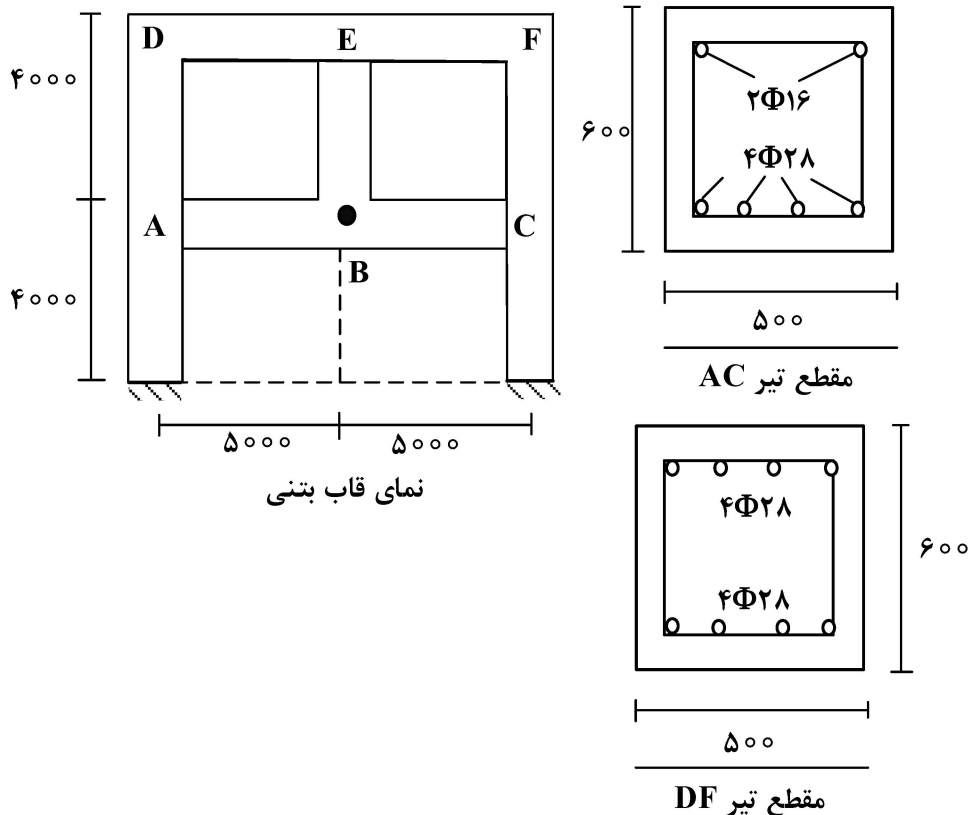 D E F
۴۰۰۰
A C
B
۴۰۰۰
۵۰۰۰ ۵۰۰۰
نمای قاب بتنی
۲Φ۱۶
۴Φ۲۸
۶۰۰
۵۰۰
مقطع تیر AC
۴Φ۲۸
۴Φ۲۸
۶۰۰
۵۰۰
مقطع تیر DF